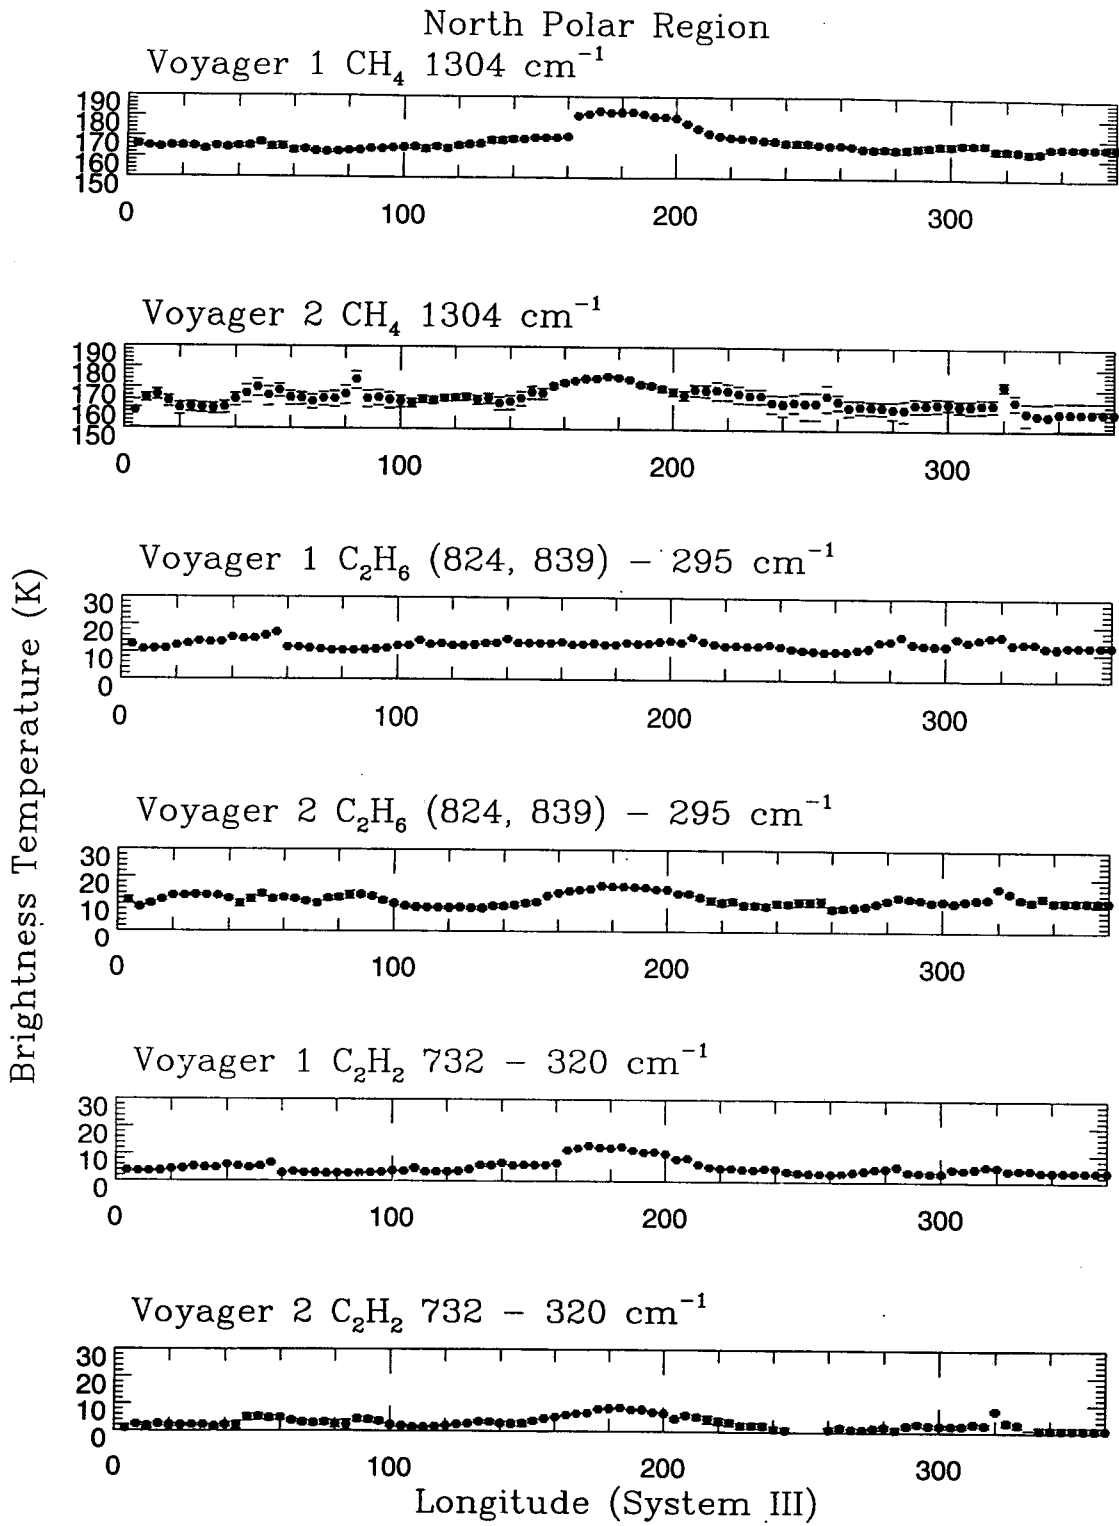 North Polar Region
Voyager 1 CH₄ 1304 cm⁻¹
190
180
170
160
150
0 100 200 300
Voyager 2 CH₄ 1304 cm⁻¹
190
180
170
160
150
0 100 200 300
Voyager 1 C₂H₆ (824, 839) − 295 cm⁻¹
30
20
10
0
0 100 200 300
Voyager 2 C₂H₆ (824, 839) − 295 cm⁻¹
30
20
10
0
0 100 200 300
Voyager 1 C₂H₂ 732 − 320 cm⁻¹
30
20
10
0
0 100 200 300
Voyager 2 C₂H₂ 732 − 320 cm⁻¹
30
20
10
0
0 100 200 300
Longitude (System III)
Brightness Temperature (K)